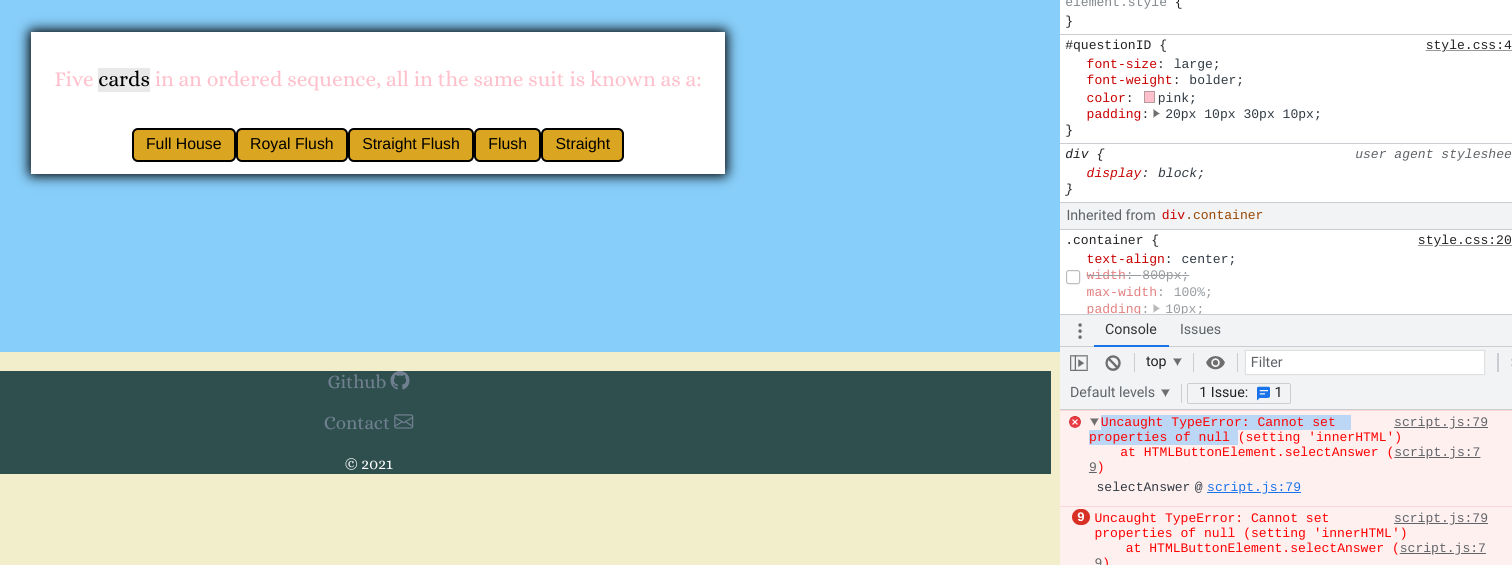 Five cards in an ordered sequence, all in the same suit is known as a:
Full House Royal Flush Straight Flush Flush Straight
Github
Contact
© 2021
element.style {
}
#questionID { style.css:4
font-size: large;
font-weight: bolder;
color: pink;
padding: 20px 10px 30px 10px;
}
div { user agent styleshee
display: block;
}
Inherited from div.container
.container { style.css:20
text-align: center;
width: 800px;
max-width: 100%;
padding: 10px;
Console Issues
top Filter
Default levels 1 Issue: 1
Uncaught TypeError: Cannot set script.js:79
properties of null (setting 'innerHTML')
at HTMLButtonElement.selectAnswer (script.js:7
9)
selectAnswer @ script.js:79
9 Uncaught TypeError: Cannot set script.js:79
properties of null (setting 'innerHTML')
at HTMLButtonElement.selectAnswer (script.js:7
9)